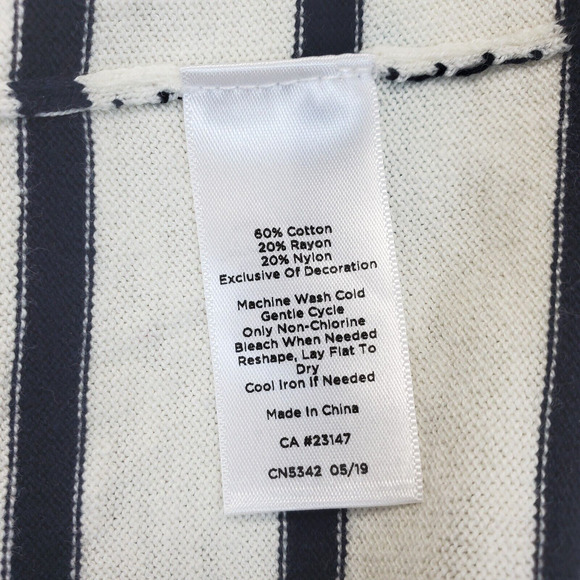 60% Cotton
20% Rayon
20% Nylon
Exclusive Of Decoration
Machine Wash Cold
Gentle Cycle
Only Non-Chlorine
Bleach When Needed
Reshape, Lay Flat To
Dry
Cool Iron If Needed
Made In China
CA #23147
CN5342 05/19